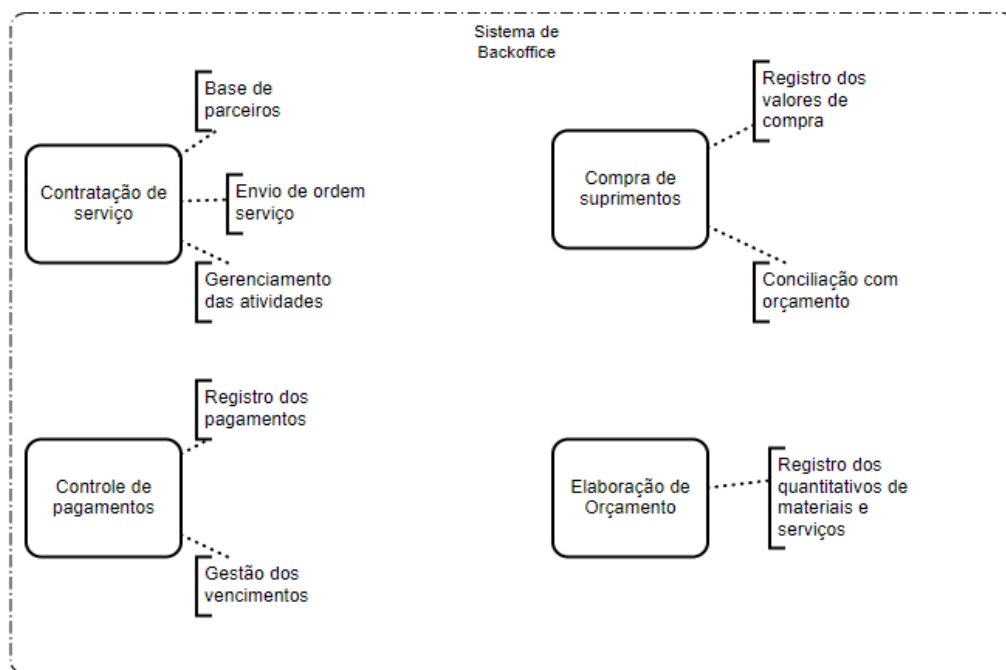 Sistema de
Backoffice
Base de
parceiros
Contratação de
serviço
Envio de ordem
serviço
Gerenciamento
das atividades
Registro dos
valores de
compra
Compra de
suprimentos
Conciliação com
orçamento
Registro dos
pagamentos
Controle de
pagamentos
Gestão dos
vencimentos
Elaboração de
Orçamento
Registro dos
quantitativos de
materiais e
serviços